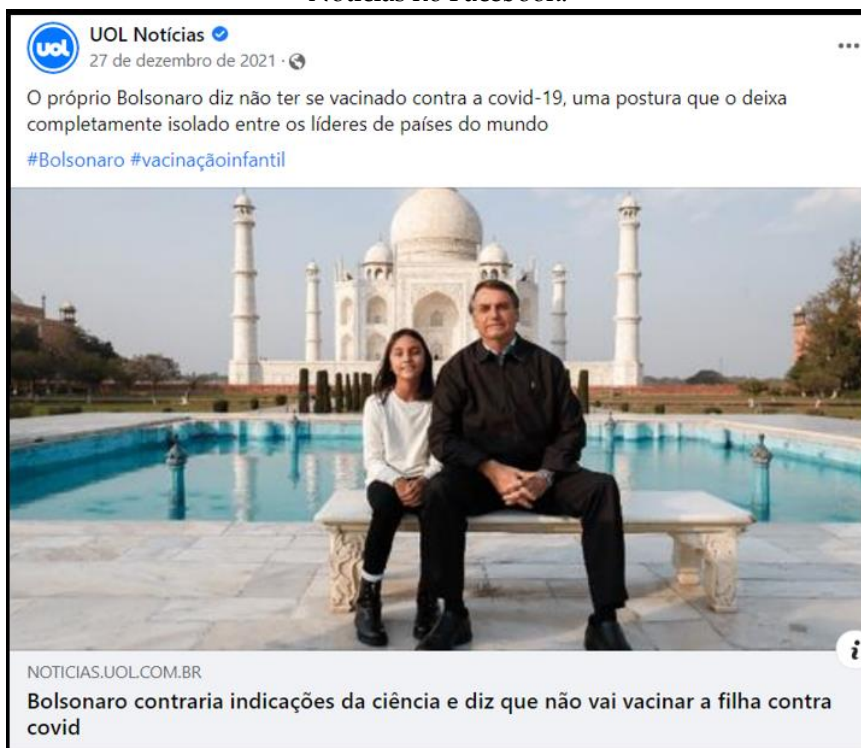 Notícias no Facebook.
uol
UOL Notícias
27 de dezembro de 2021 ·
O próprio Bolsonaro diz não ter se vacinado contra a covid-19, uma postura que o deixa
completamente isolado entre os líderes de países do mundo
#Bolsonaro #vacinaçãoinfantil
NOTICIAS.UOL.COM.BR
Bolsonaro contraria indicações da ciência e diz que não vai vacinar a filha contra
covid